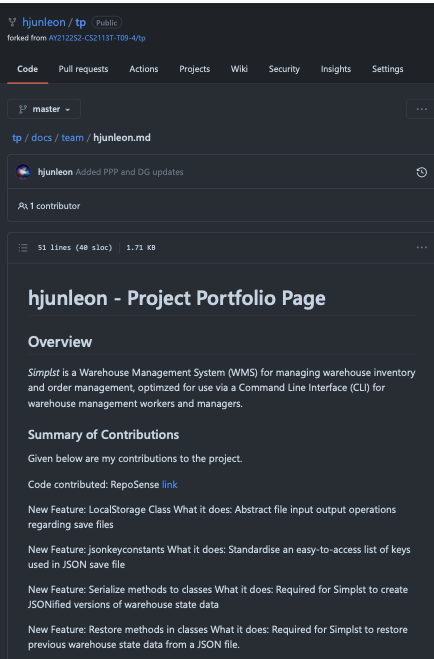 hjunleon / tp Public
forked from AY2122S2-CS2113T-T09-4/tp
Code Pull requests Actions Projects Wiki Security Insights Settings
master
tp / docs / team / hjunleon.md
hjunleon Added PPP and DG updates
1 contributor
51 lines (40 sloc) 1.71 KB
hjunleon - Project Portfolio Page
Overview
Simplst is a Warehouse Management System (WMS) for managing warehouse inventory
and order management, optimzed for use via a Command Line Interface (CLI) for
warehouse management workers and managers.
Summary of Contributions
Given below are my contributions to the project.
Code contributed: RepoSense link
New Feature: LocalStorage Class What it does: Abstract file input output operations
regarding save files
New Feature: jsonkeyconstants What it does: Standardise an easy-to-access list of keys
used in JSON save file
New Feature: Serialize methods to classes What it does: Required for Simplst to create
JSONified versions of warehouse state data
New Feature: Restore methods in classes What it does: Required for Simplst to restore
previous warehouse state data from a JSON file.